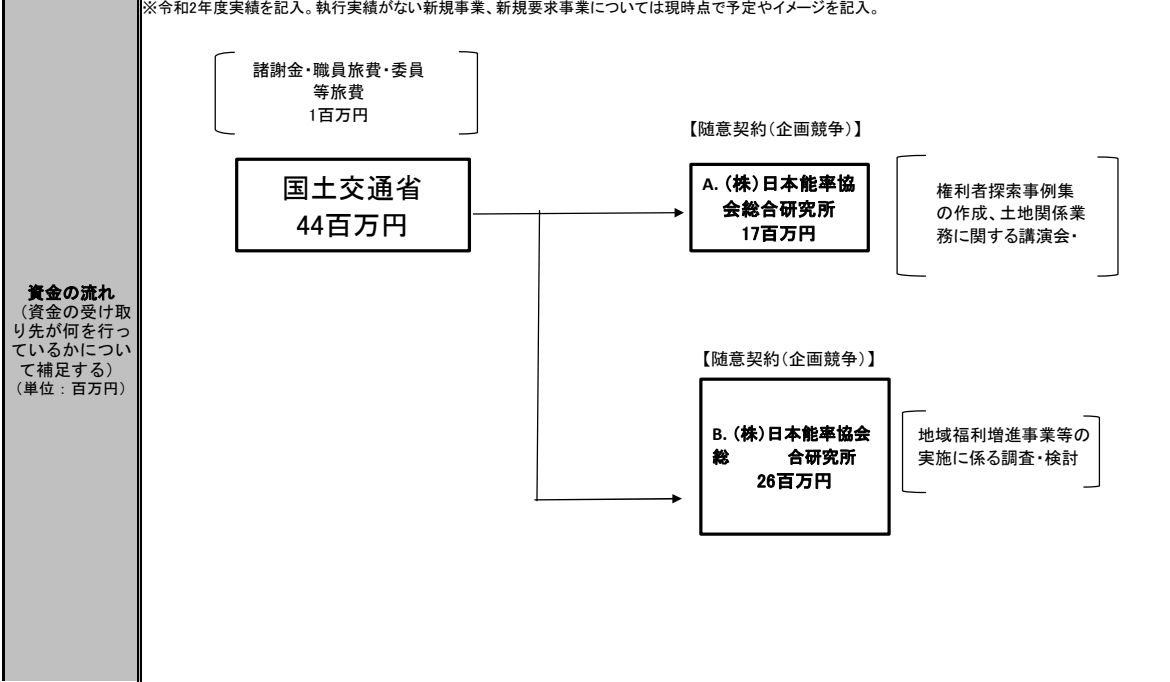 ※令和2年度実績を記入。執行実績がない新規事業、新規要求事業については現時点で予定やイメージを記入。
諸謝金・職員旅費・委員
等旅費
1百万円
国土交通省
44百万円
【随意契約(企画競争)】
A. (株)日本能率協
会総合研究所
17百万円
権利者探索事例集
の作成、土地関係業
務に関する講演会・
資金の流れ
(資金の受け取
り先が何を行っ
ているかについ
て補足する)
(単位:百万円)
【随意契約(企画競争)】
B. (株)日本能率協会
総 合研究所
26百万円
地域福利増進事業等の
実施に係る調査・検討